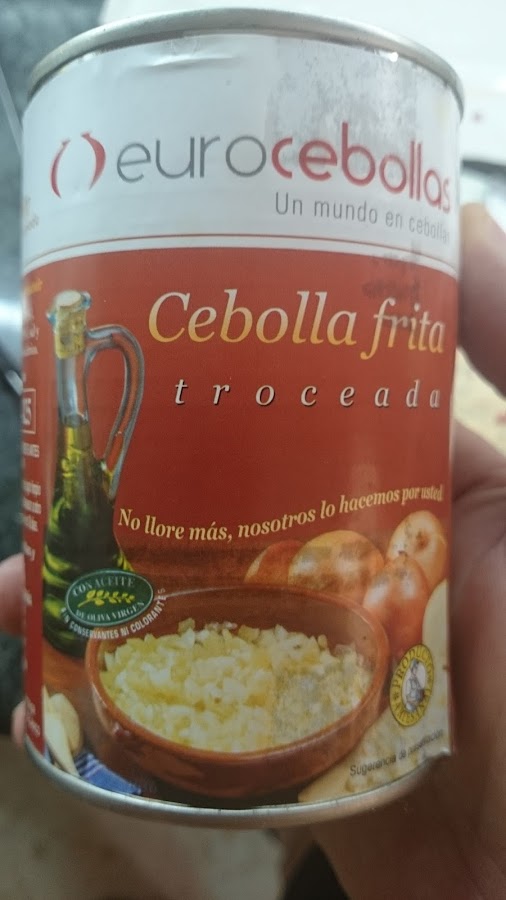 eurocebollas
Un mundo en cebollas
Cebolla frita
troceada
No llore más, nosotros lo hacemos por usted
CON ACEITE
DE OLIVA VIRGEN
SIN CONSERVANTES NI COLORANTES
Sugerencia de presentación